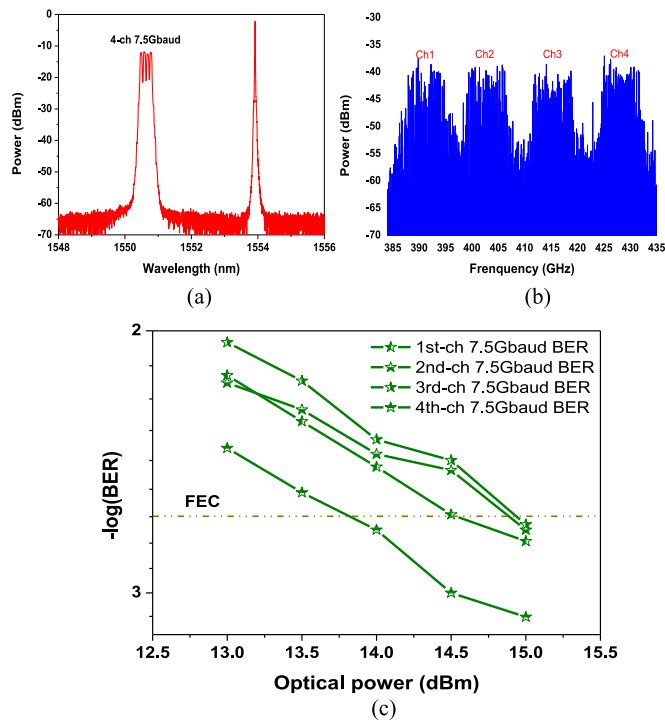 0
-10
-20
-30
-40
-50
-60
-70
Power (dBm)
4-ch 7.5Gbaud
1548
1550
1552
1554
1556
Wavelength (nm)
(a)
-30
-35
-40
-45
-50
-55
-60
-65
-70
Power (dBm)
Ch1
Ch2
Ch3
Ch4
385
390
395
400
405
410
415
420
425
430
435
Frenquency (GHz)
(b)
2
3
-log(BER)
FEC
1st-ch 7.5Gbaud BER
2nd-ch 7.5Gbaud BER
3rd-ch 7.5Gbaud BER
4th-ch 7.5Gbaud BER
12.5
13.0
13.5
14.0
14.5
15.0
15.5
Optical power (dBm)
(c)